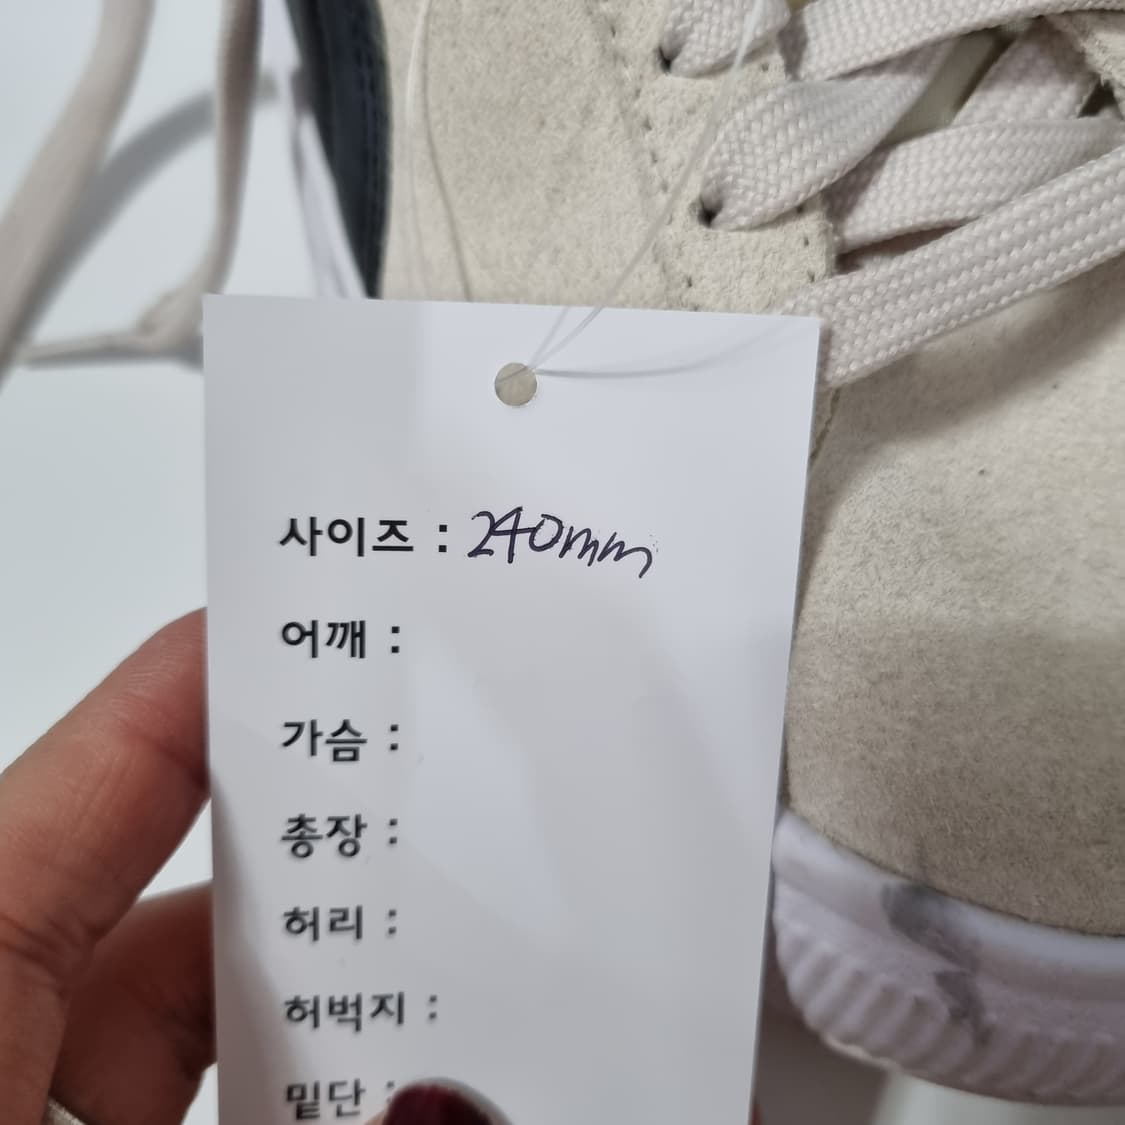 사이즈 : 240mm
어깨 :
가슴 :
총장 :
허리 :
허벅지 :
밑단 :